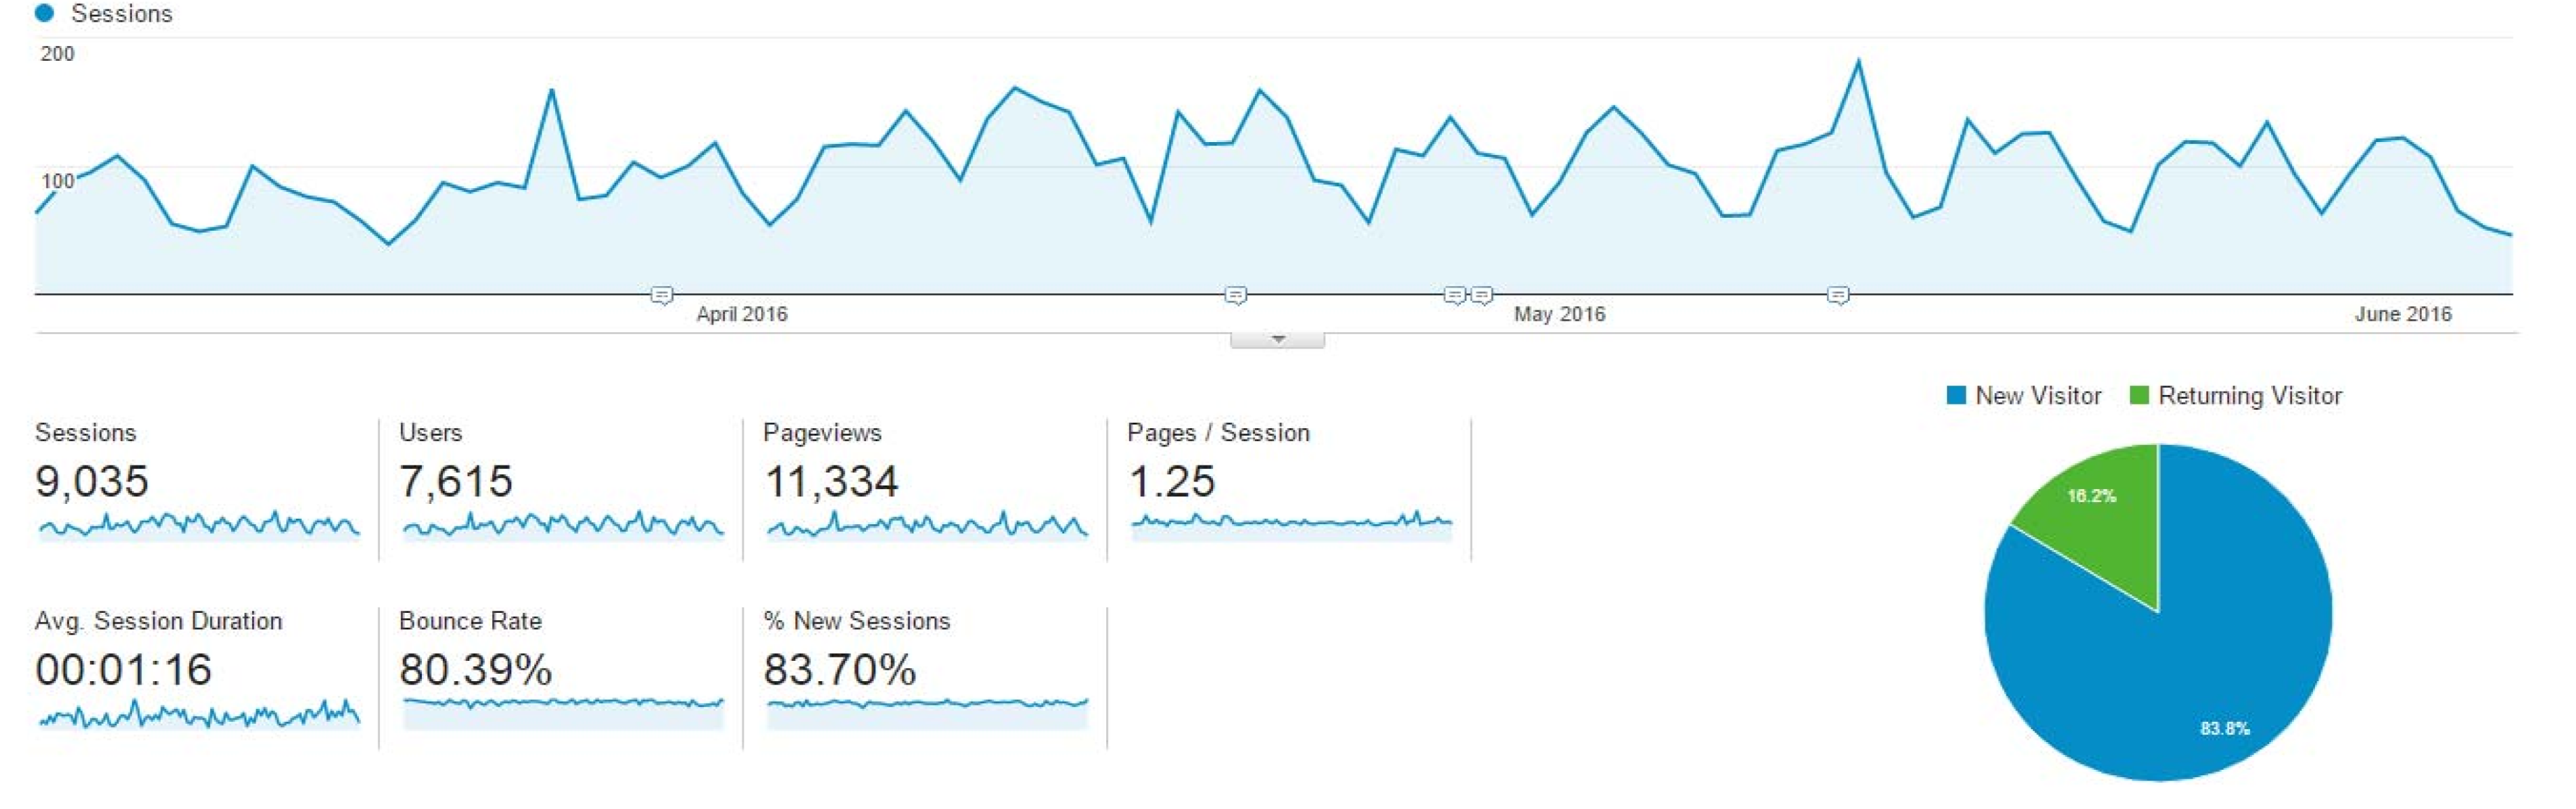 Sessions
200
100
April 2016 May 2016 June 2016
New Visitor Returning Visitor
Sessions Users Pageviews Pages / Session
9,035 7,615 11,334 1.25
16.2%
Avg. Session Duration Bounce Rate % New Sessions
00:01:16 80.39% 83.70%
83.8%